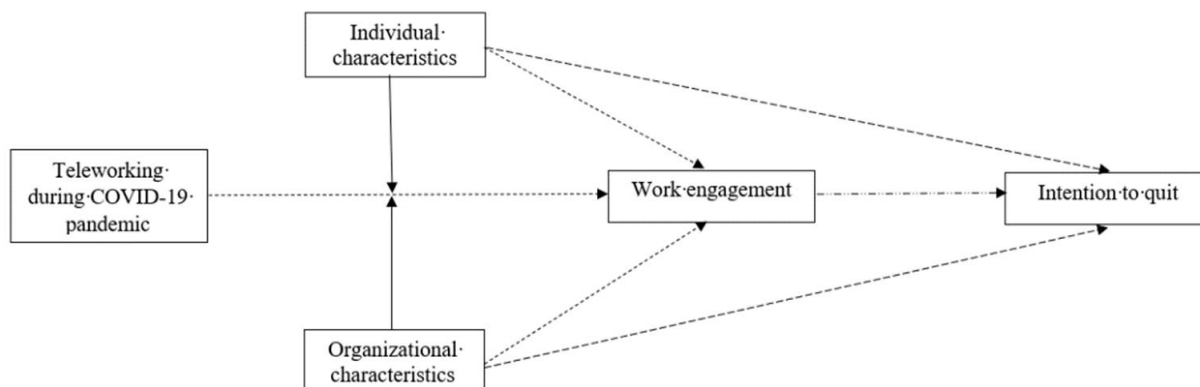 Individual·
characteristics
Teleworking·
during·COVID-19·
pandemic
Work·engagement
Intention·to·quit
Organizational·
characteristics